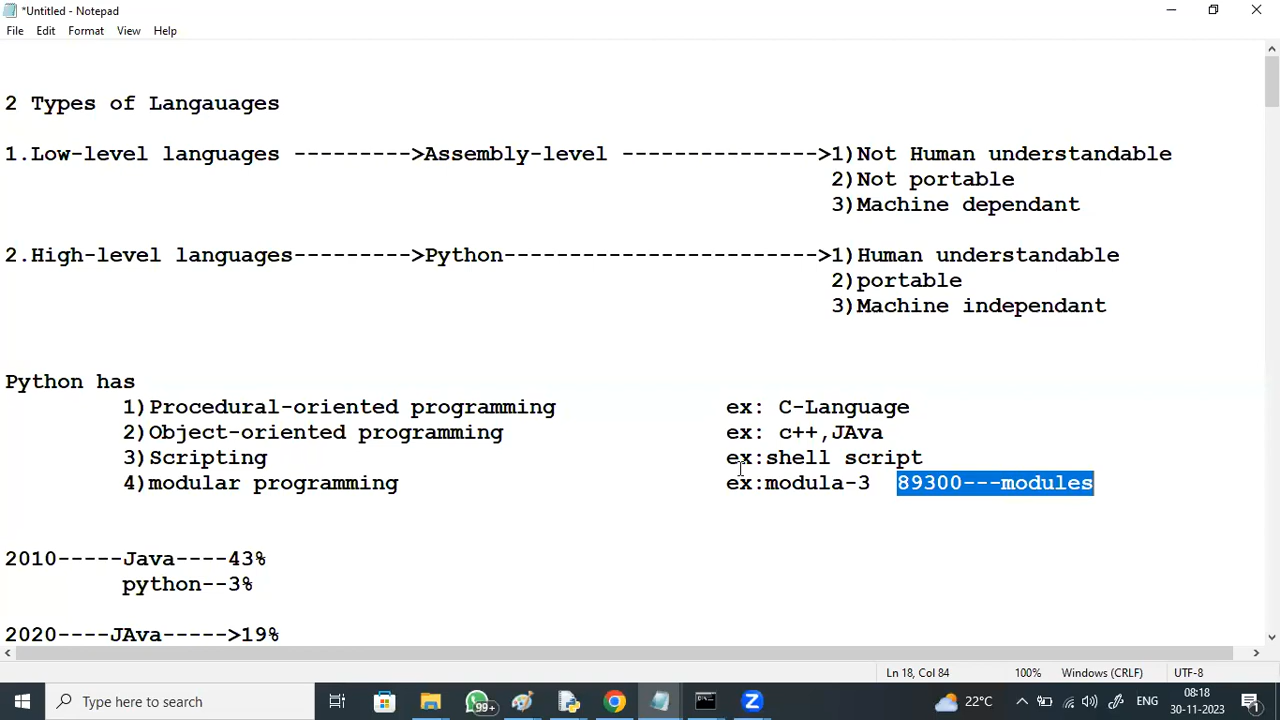 *Untitled - Notepad
File Edit Format View Help
2 Types of Langauages
1.Low-level languages --------->Assembly-level --------------->1)Not Human understandable
2)Not portable
3)Machine dependant
2.High-level languages--------->Python------------------------>1)Human understandable
2)portable
3)Machine independant
Python has
1)Procedural-oriented programming ex: C-Language
2)Object-oriented programming ex: c++,JAva
3)Scripting ex:shell script
4)modular programming ex:modula-3 89300---modules
2010-----Java----43%
python--3%
2020----JAva----->19%
Ln 18, Col 84 100% Windows (CRLF) UTF-8
Type here to search 99+ 22°C ENG 08:18
30-11-2023 1